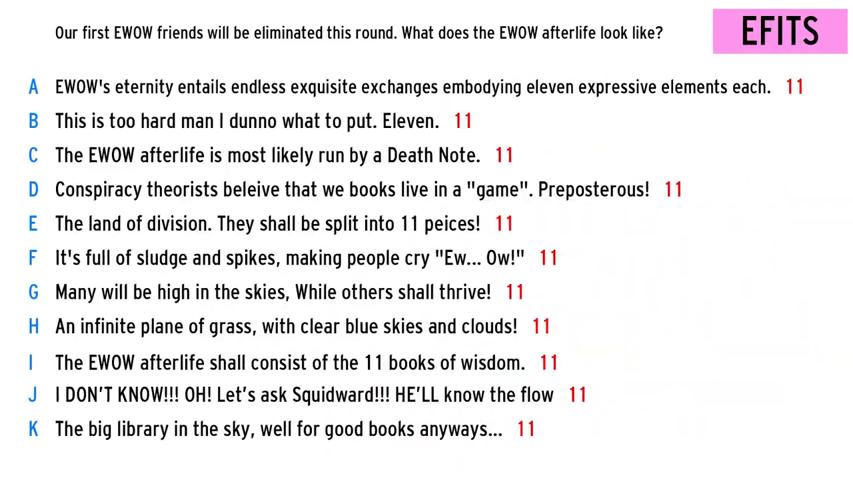 Our first EWOW friends will be eliminated this round. What does the EWOW afterlife look like?
EFITS
A EWOW's eternity entails endless exquisite exchanges embodying eleven expressive elements each. 11
B This is too hard man I dunno what to put. Eleven. 11
C The EWOW afterlife is most likely run by a Death Note. 11
D Conspiracy theorists beleive that we books live in a "game". Preposterous! 11
E The land of division. They shall be split into 11 peices! 11
F It's full of sludge and spikes, making people cry "Ew... Ow!" 11
G Many will be high in the skies, While others shall thrive! 11
H An infinite plane of grass, with clear blue skies and clouds! 11
I The EWOW afterlife shall consist of the 11 books of wisdom. 11
J I DON'T KNOW!!! OH! Let's ask Squidward!!! HE'LL know the flow 11
K The big library in the sky, well for good books anyways... 11